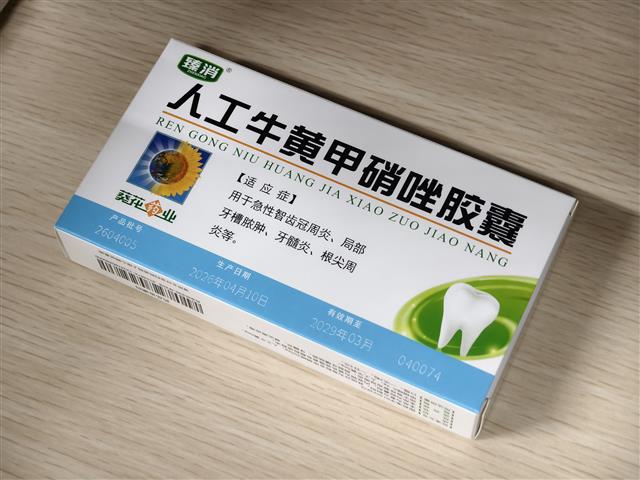 臻消®
人工牛黄甲硝唑胶囊
REN GONG NIU HUANG JIA XIAO ZUO JIAO NANG
【适应症】
用于急性智齿冠周炎、局部
牙槽脓肿、牙髓炎、根尖周
炎等。
葵花药业
产品批号
2604005
生产日期
2026年04月10日
有效期至
2029年03月
040074